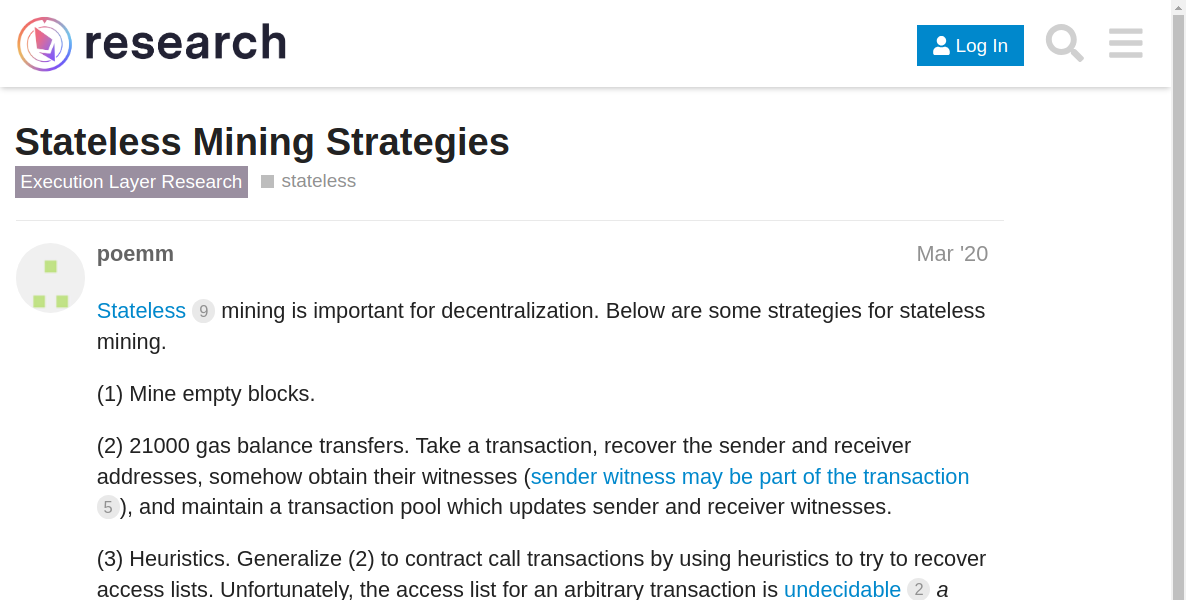 research
Log In
Stateless Mining Strategies
Execution Layer Research stateless
poemm Mar '20
Stateless 9 mining is important for decentralization. Below are some strategies for stateless
mining.
(1) Mine empty blocks.
(2) 21000 gas balance transfers. Take a transaction, recover the sender and receiver
addresses, somehow obtain their witnesses (sender witness may be part of the transaction
5), and maintain a transaction pool which updates sender and receiver witnesses.
(3) Heuristics. Generalize (2) to contract call transactions by using heuristics to try to recover
access lists. Unfortunately, the access list for an arbitrary transaction is undecidable 2 a